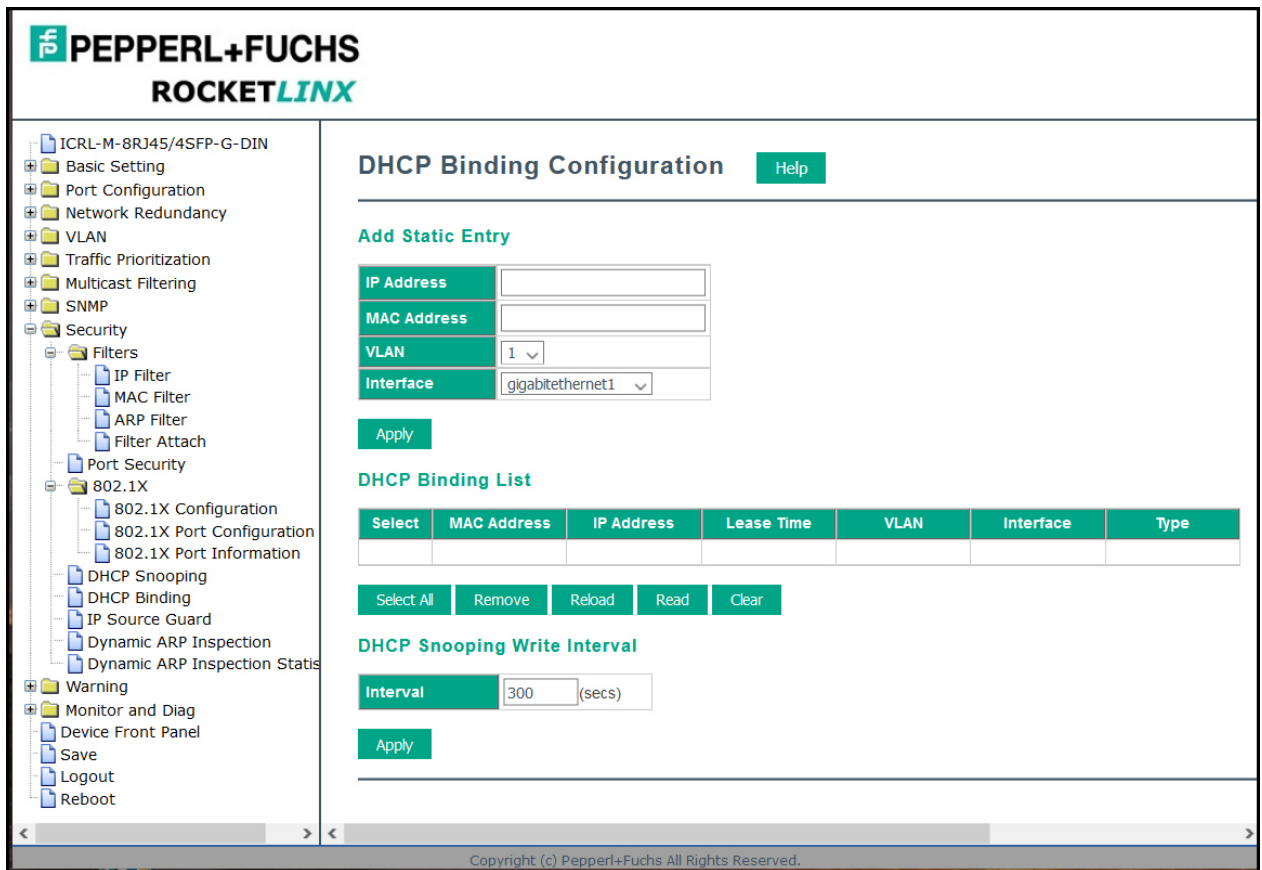 PEPPERL+FUCHS
ROCKETLINX
ICRL-M-8RJ45/4SFP-G-DIN
Basic Setting
Port Configuration
Network Redundancy
VLAN
Traffic Prioritization
Multicast Filtering
SNMP
Security
Filters
IP Filter
MAC Filter
ARP Filter
Filter Attach
Port Security
802.1X
802.1X Configuration
802.1X Port Configuration
802.1X Port Information
DHCP Snooping
DHCP Binding
IP Source Guard
Dynamic ARP Inspection
Dynamic ARP Inspection Statis
Warning
Monitor and Diag
Device Front Panel
Save
Logout
Reboot
DHCP Binding Configuration Help
Add Static Entry
IP Address
MAC Address
VLAN 1
Interface gigabitethernet1
Apply
DHCP Binding List
Select MAC Address IP Address Lease Time VLAN Interface Type
Select All Remove Reload Read Clear
DHCP Snooping Write Interval
Interval 300 (secs)
Apply
Copyright (c) Pepperl+Fuchs All Rights Reserved.